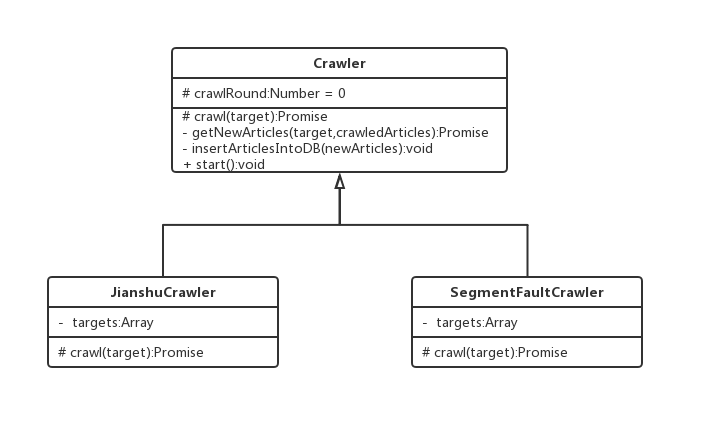 Crawler
# crawlRound:Number = 0
# crawl(target):Promise
- getNewArticles(target,crawledArticles):Promise
- insertArticlesIntoDB(newArticles):void
+ start():void
JianshuCrawler
- targets:Array
# crawl(target):Promise
SegmentFaultCrawler
- targets:Array
# crawl(target):Promise